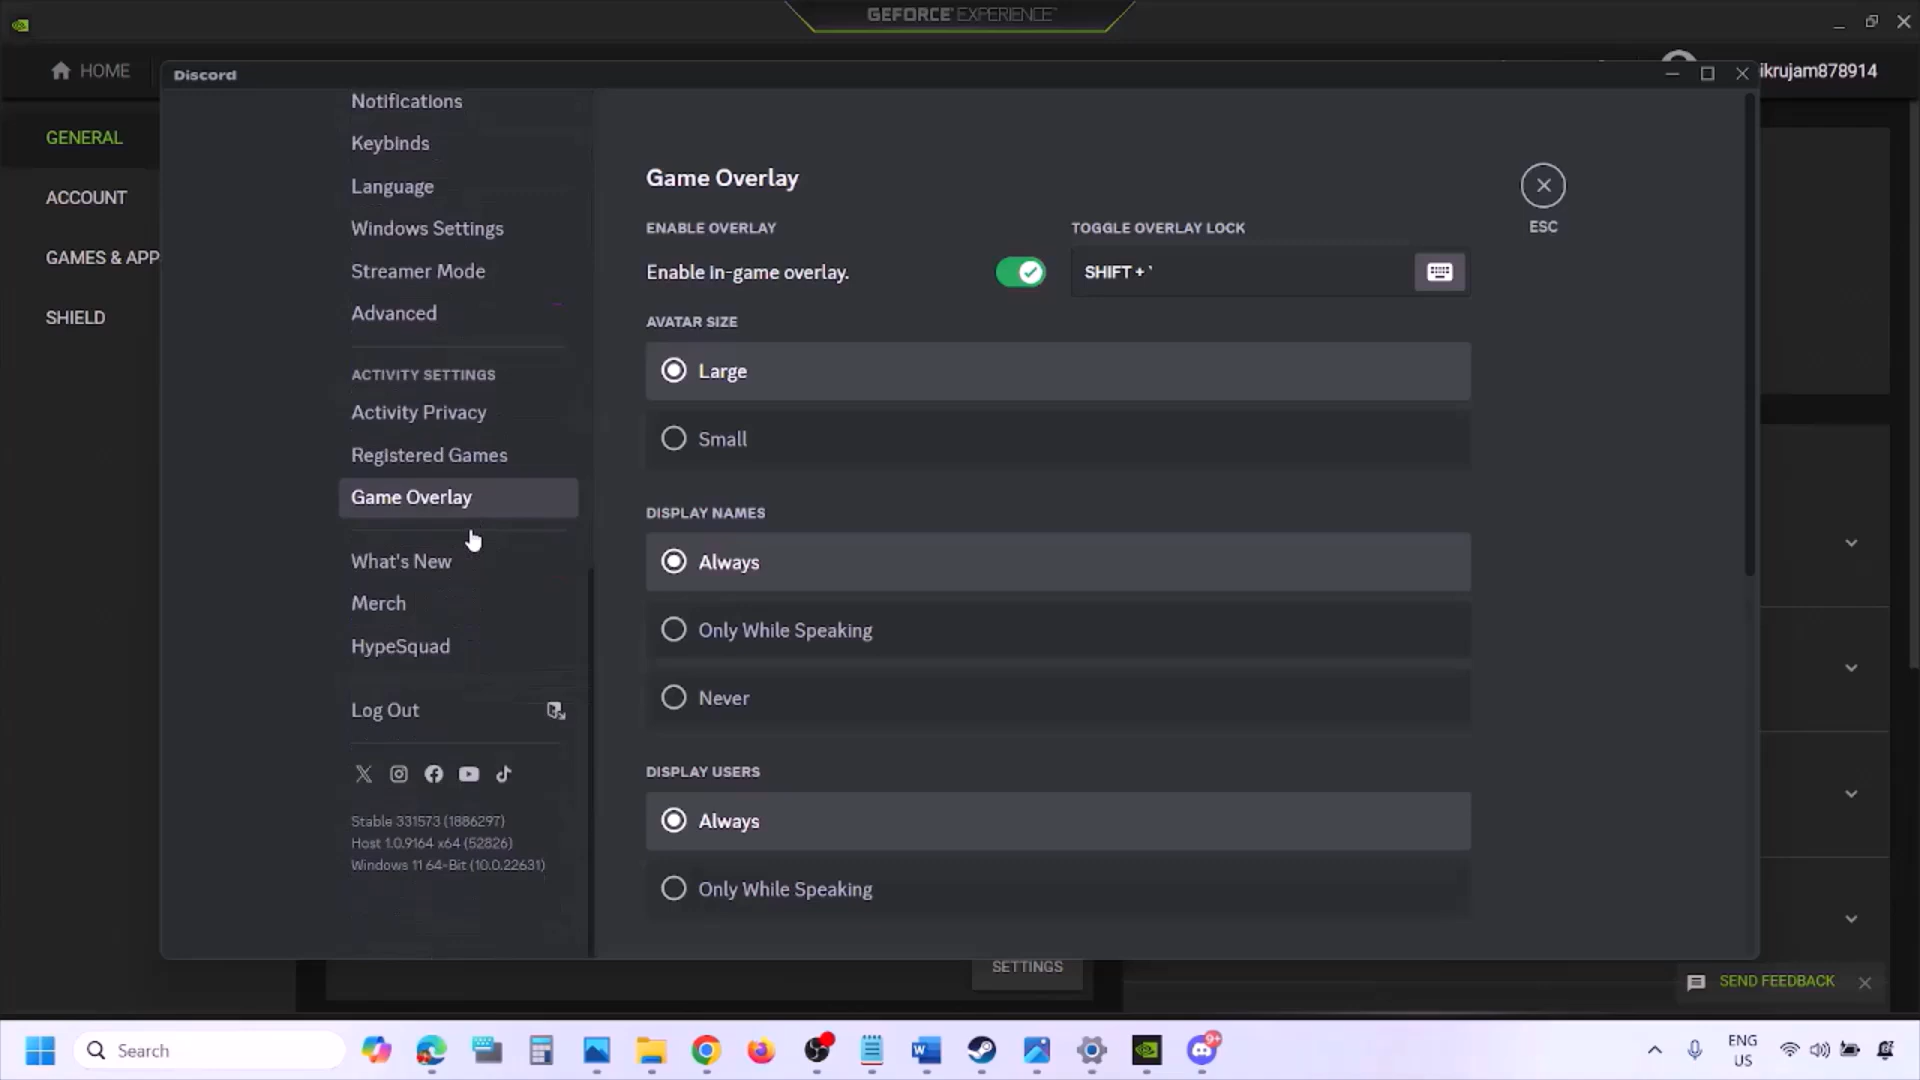 GEFORCE EXPERIENCE
HOME
ikrujam878914
GENERAL
ACCOUNT
GAMES & APP
SHIELD
Discord
Notifications
Keybinds
Language
Windows Settings
Streamer Mode
Advanced
ACTIVITY SETTINGS
Activity Privacy
Registered Games
Game Overlay
What's New
Merch
HypeSquad
Log Out
Stable 331573 (1886297)
Host 1.0.9164 x64 (52826)
Windows 11 64-Bit (10.0.22631)
Game Overlay
ESC
ENABLE OVERLAY
Enable in-game overlay.
TOGGLE OVERLAY LOCK
SHIFT + `
AVATAR SIZE
Large
Small
DISPLAY NAMES
Always
Only While Speaking
Never
DISPLAY USERS
Always
Only While Speaking
SETTINGS
SEND FEEDBACK
Search
9+
ENG
US